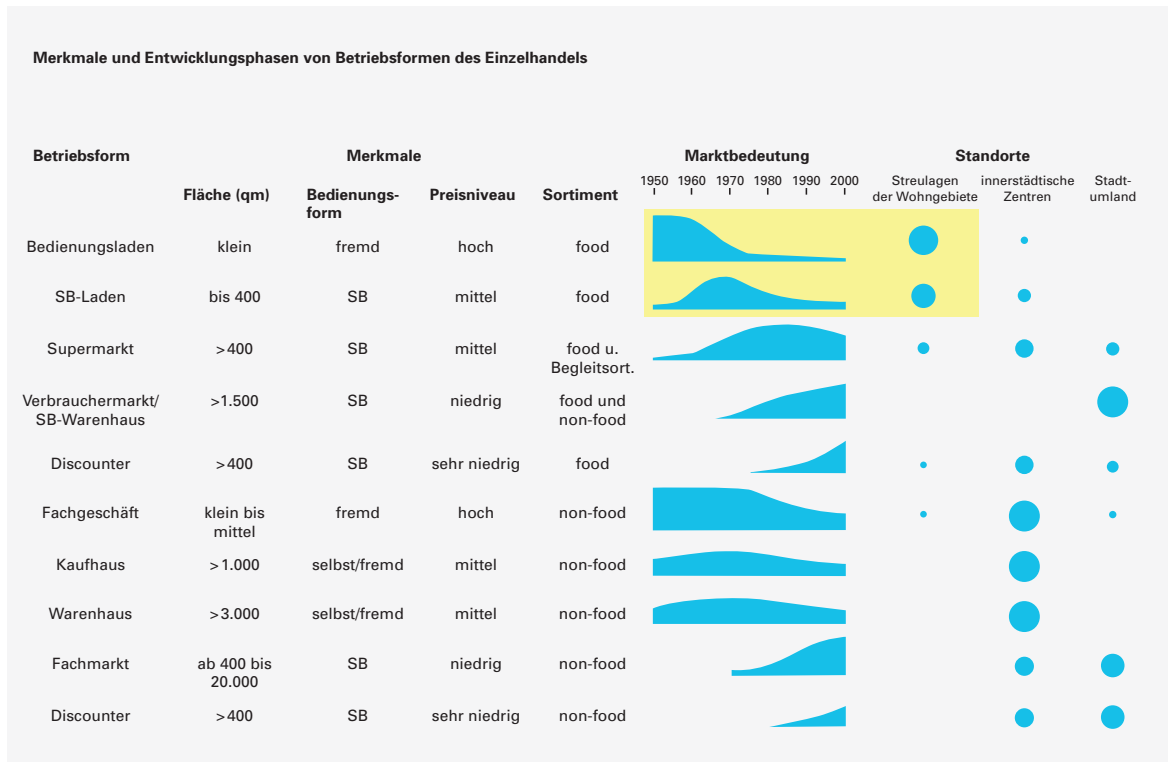 Merkmale und Entwicklungsphasen von Betriebsformen des Einzelhandels
Betriebsform Merkmale Marktbedeutung Standorte
Fläche (qm) Bedienungs- Preisniveau Sortiment 1950 1960 1970 1980 1990 2000 Streulagen innerstädtische Stadt-
form der Wohngebiete Zentren umland
Bedienungsladen klein fremd hoch food
SB-Laden bis 400 SB mittel food
Supermarkt >400 SB mittel food u.
Begleitsort.
Verbrauchermarkt/ >1.500 SB niedrig food und
SB-Warenhaus non-food
Discounter >400 SB sehr niedrig food
Fachgeschäft klein bis fremd hoch non-food
mittel
Kaufhaus >1.000 selbst/fremd mittel non-food
Warenhaus >3.000 selbst/fremd mittel non-food
Fachmarkt ab 400 bis SB niedrig non-food
20.000
Discounter >400 SB sehr niedrig non-food